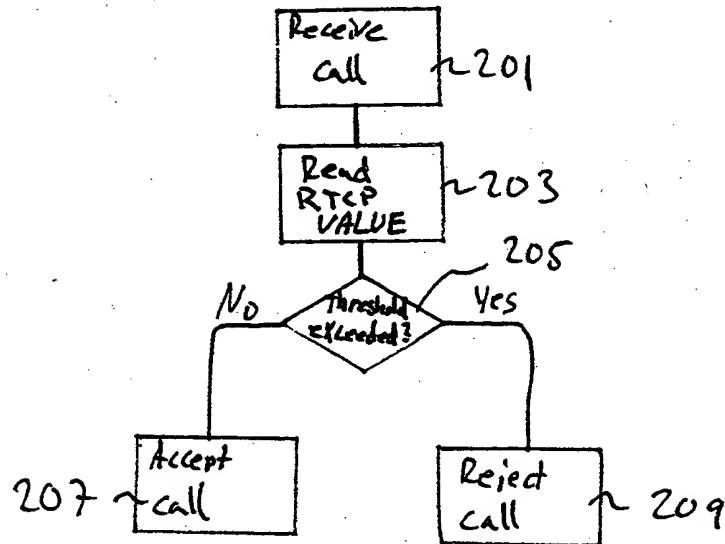 Receive
call
201
Read
RTCP
VALUE
203
205
Threshold
exceeded?
No
Yes
Accept
call
207
Reject
call
209